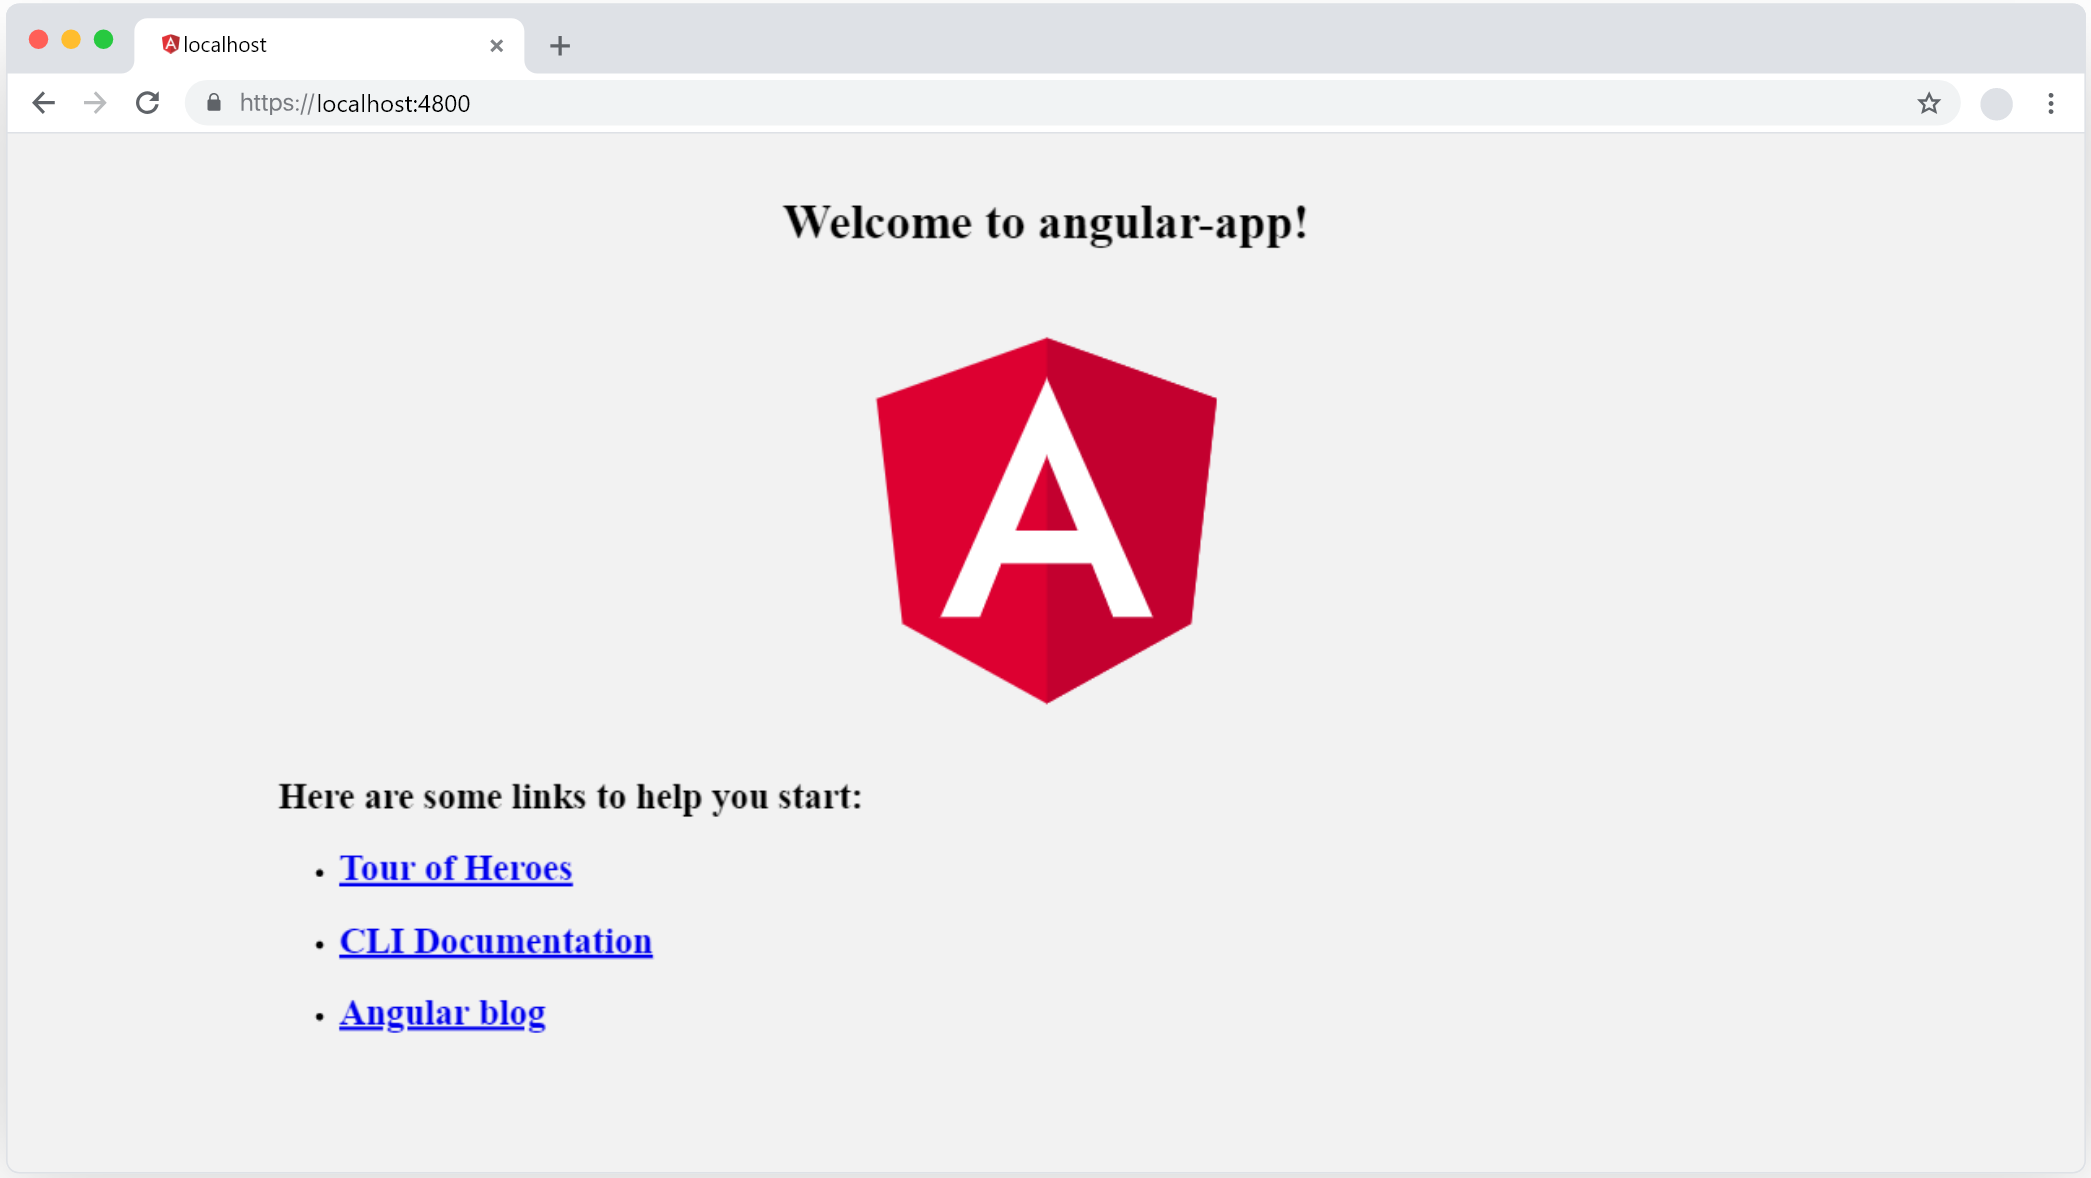 localhost
https://localhost:4800
Welcome to angular-app!
A
Here are some links to help you start:
Tour of Heroes
CLI Documentation
Angular blog